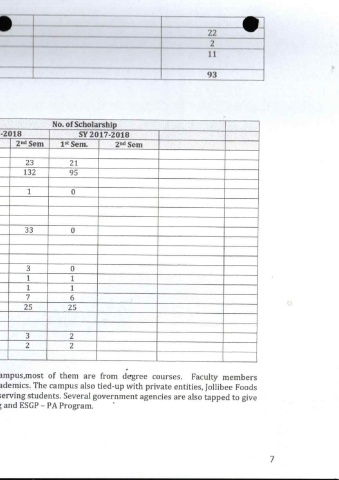 22
2
11
93
No. of Scholarship
-2018 SY 2017-2018
2nd Sem 1st Sem. 2nd Sem
23 21
132 95
1 0
33 0
3 0
1 1
1 1
7 6
25 25
3 2
2 2
ampus,most of them are from degree courses. Faculty members
ademics. The campus also tied-up with private entities, Jollibee Foods
serving students. Several government agencies are also tapped to give
g and ESGP – PA Program.
7